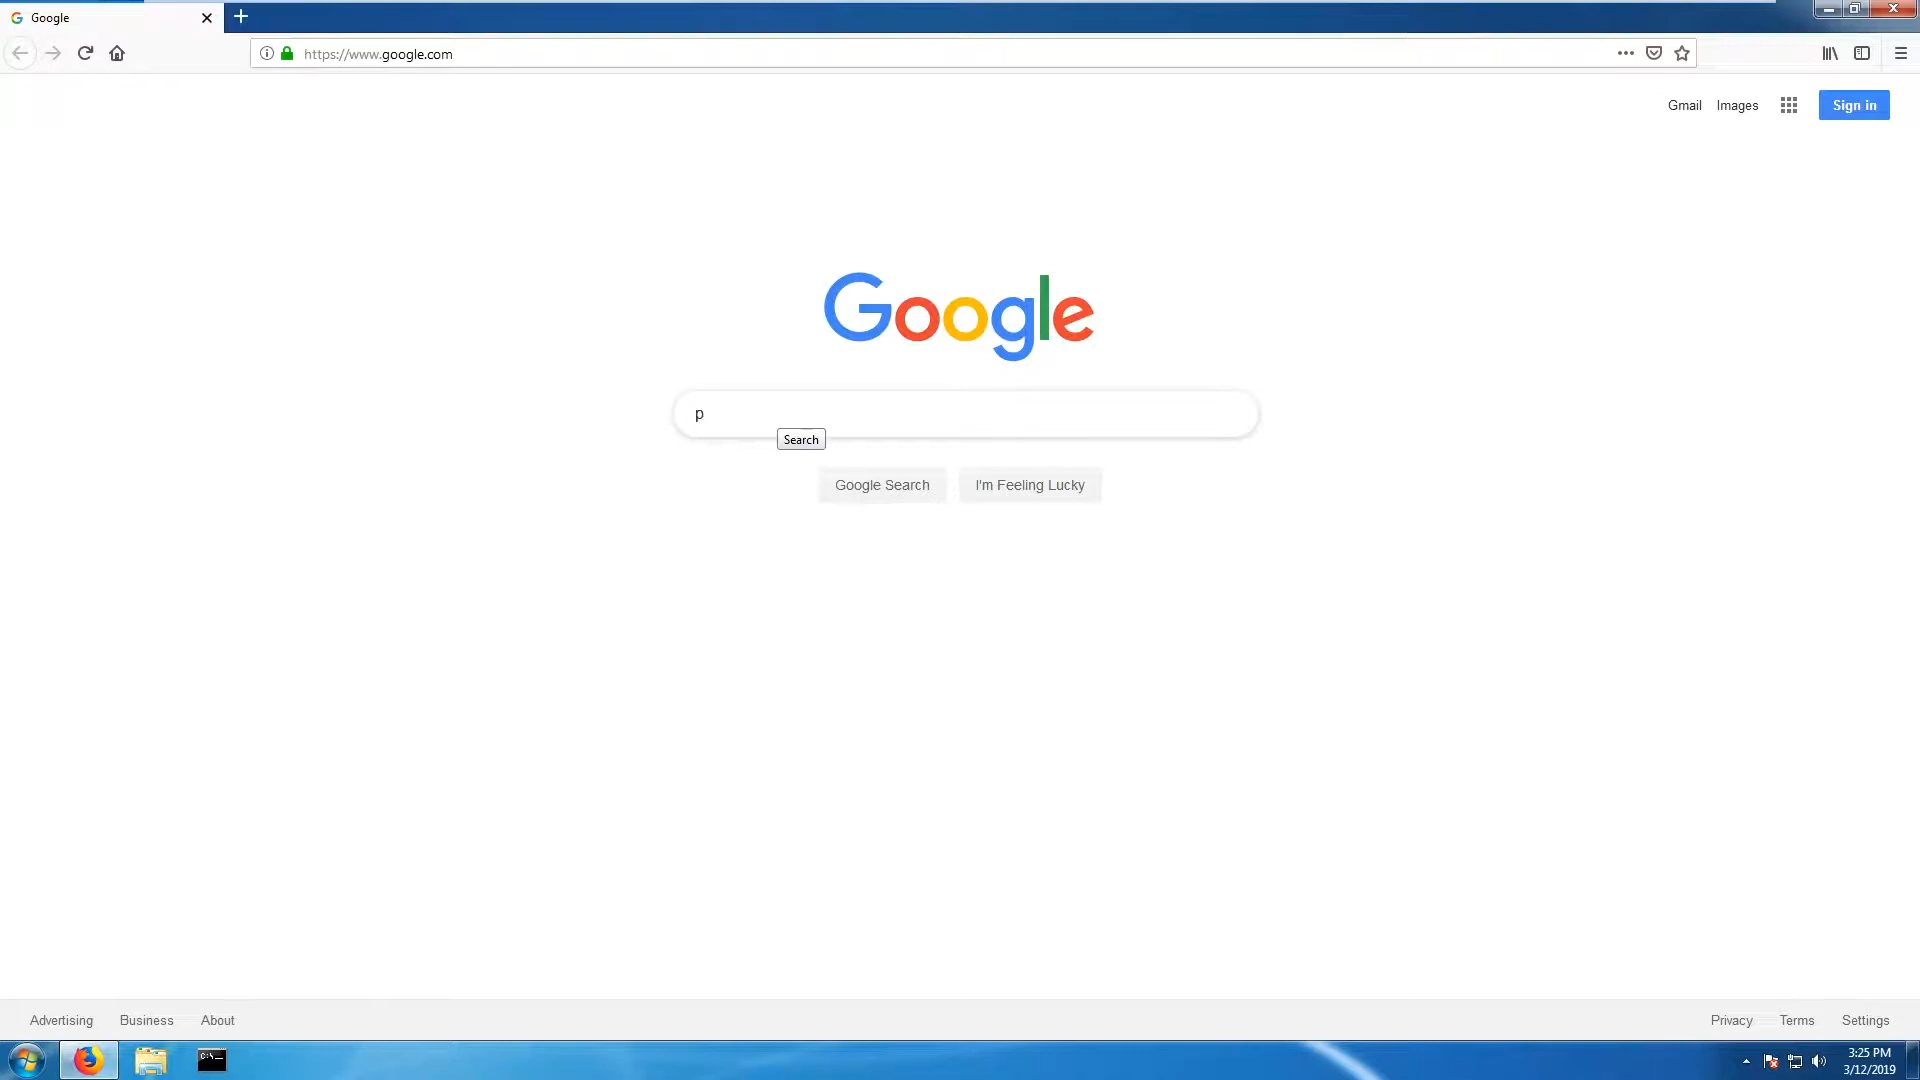 Google
https://www.google.com
Gmail Images Sign in
Google
p
Search
Google Search I'm Feeling Lucky
Advertising Business About Privacy Terms Settings
C:\_
3:25 PM
3/12/2019